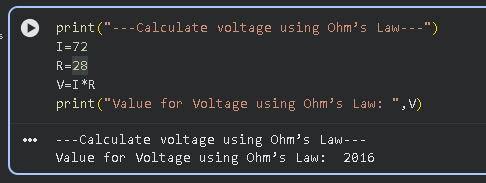 print("---Calculate voltage using Ohm’s Law---")
I=72
R=28
V=I*R
print("Value for Voltage using Ohm’s Law: ",V)
---Calculate voltage using Ohm’s Law---
Value for Voltage using Ohm’s Law:  2016